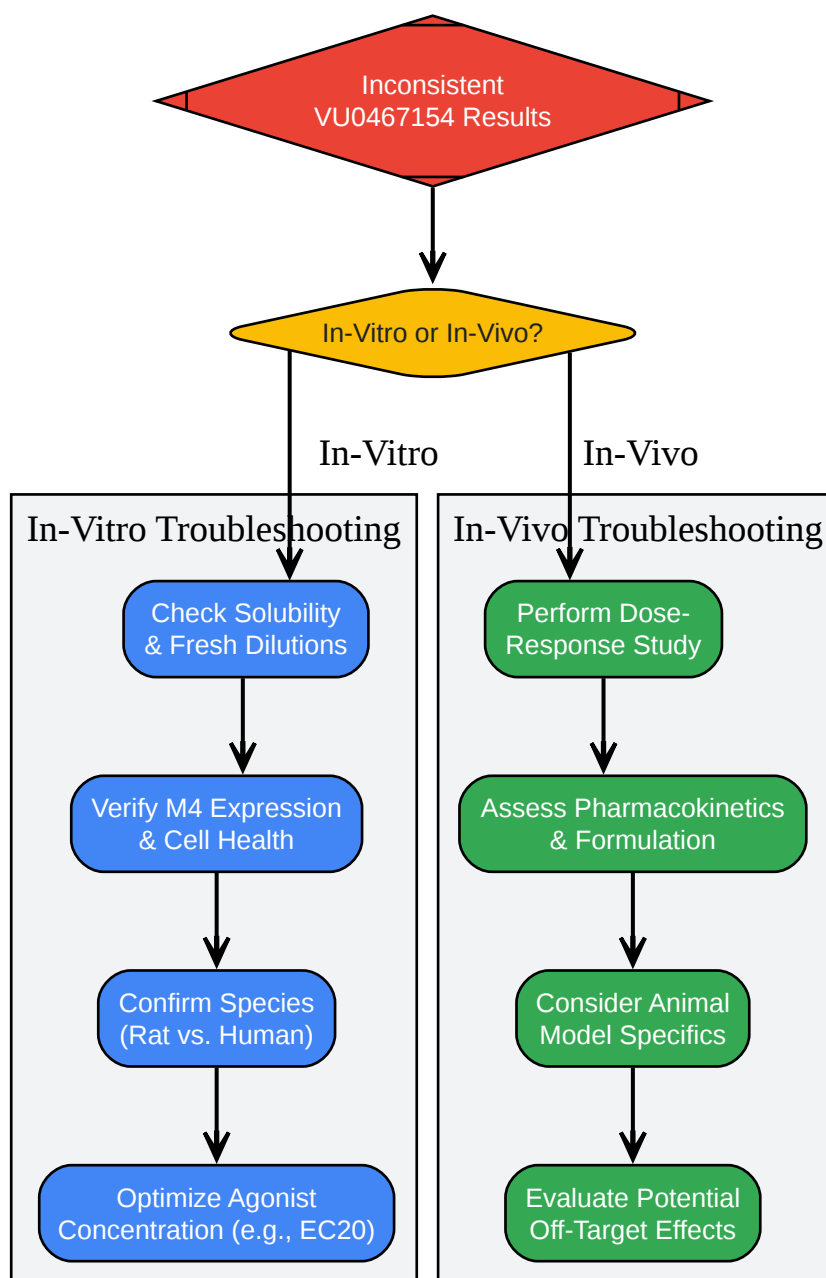 Inconsistent
VU0467154 Results
In-Vitro or In-Vivo?
In-Vitro
In-Vivo
In-Vitro Troubleshooting
In-Vivo Troubleshooting
Check Solubility
& Fresh Dilutions
Perform Dose-
Response Study
Verify M4 Expression
& Cell Health
Assess Pharmacokinetics
& Formulation
Confirm Species
(Rat vs. Human)
Consider Animal
Model Specifics
Optimize Agonist
Concentration (e.g., EC20)
Evaluate Potential
Off-Target Effects